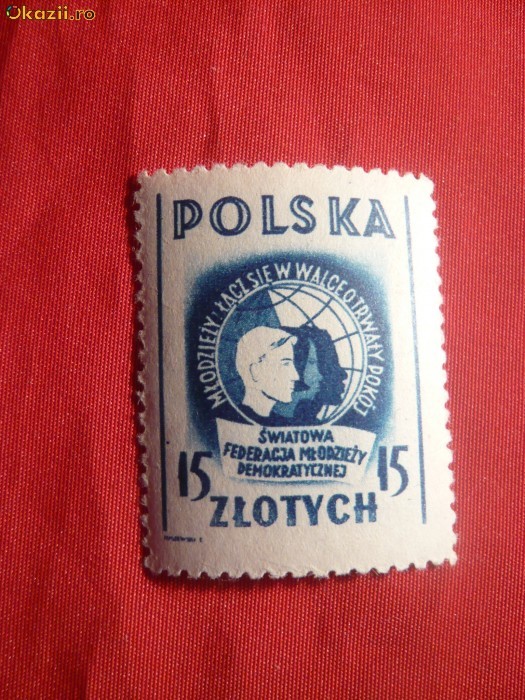 Okazii.ro
POLSKA
MŁODZIEŻY: ŁĄCZ SIĘ W WALCE O TRWAŁY POKÓJ
ŚWIATOWA
FEDERACJA MŁODZIEŻY
DEMOKRATYCZNEJ
15 15
ZŁOTYCH